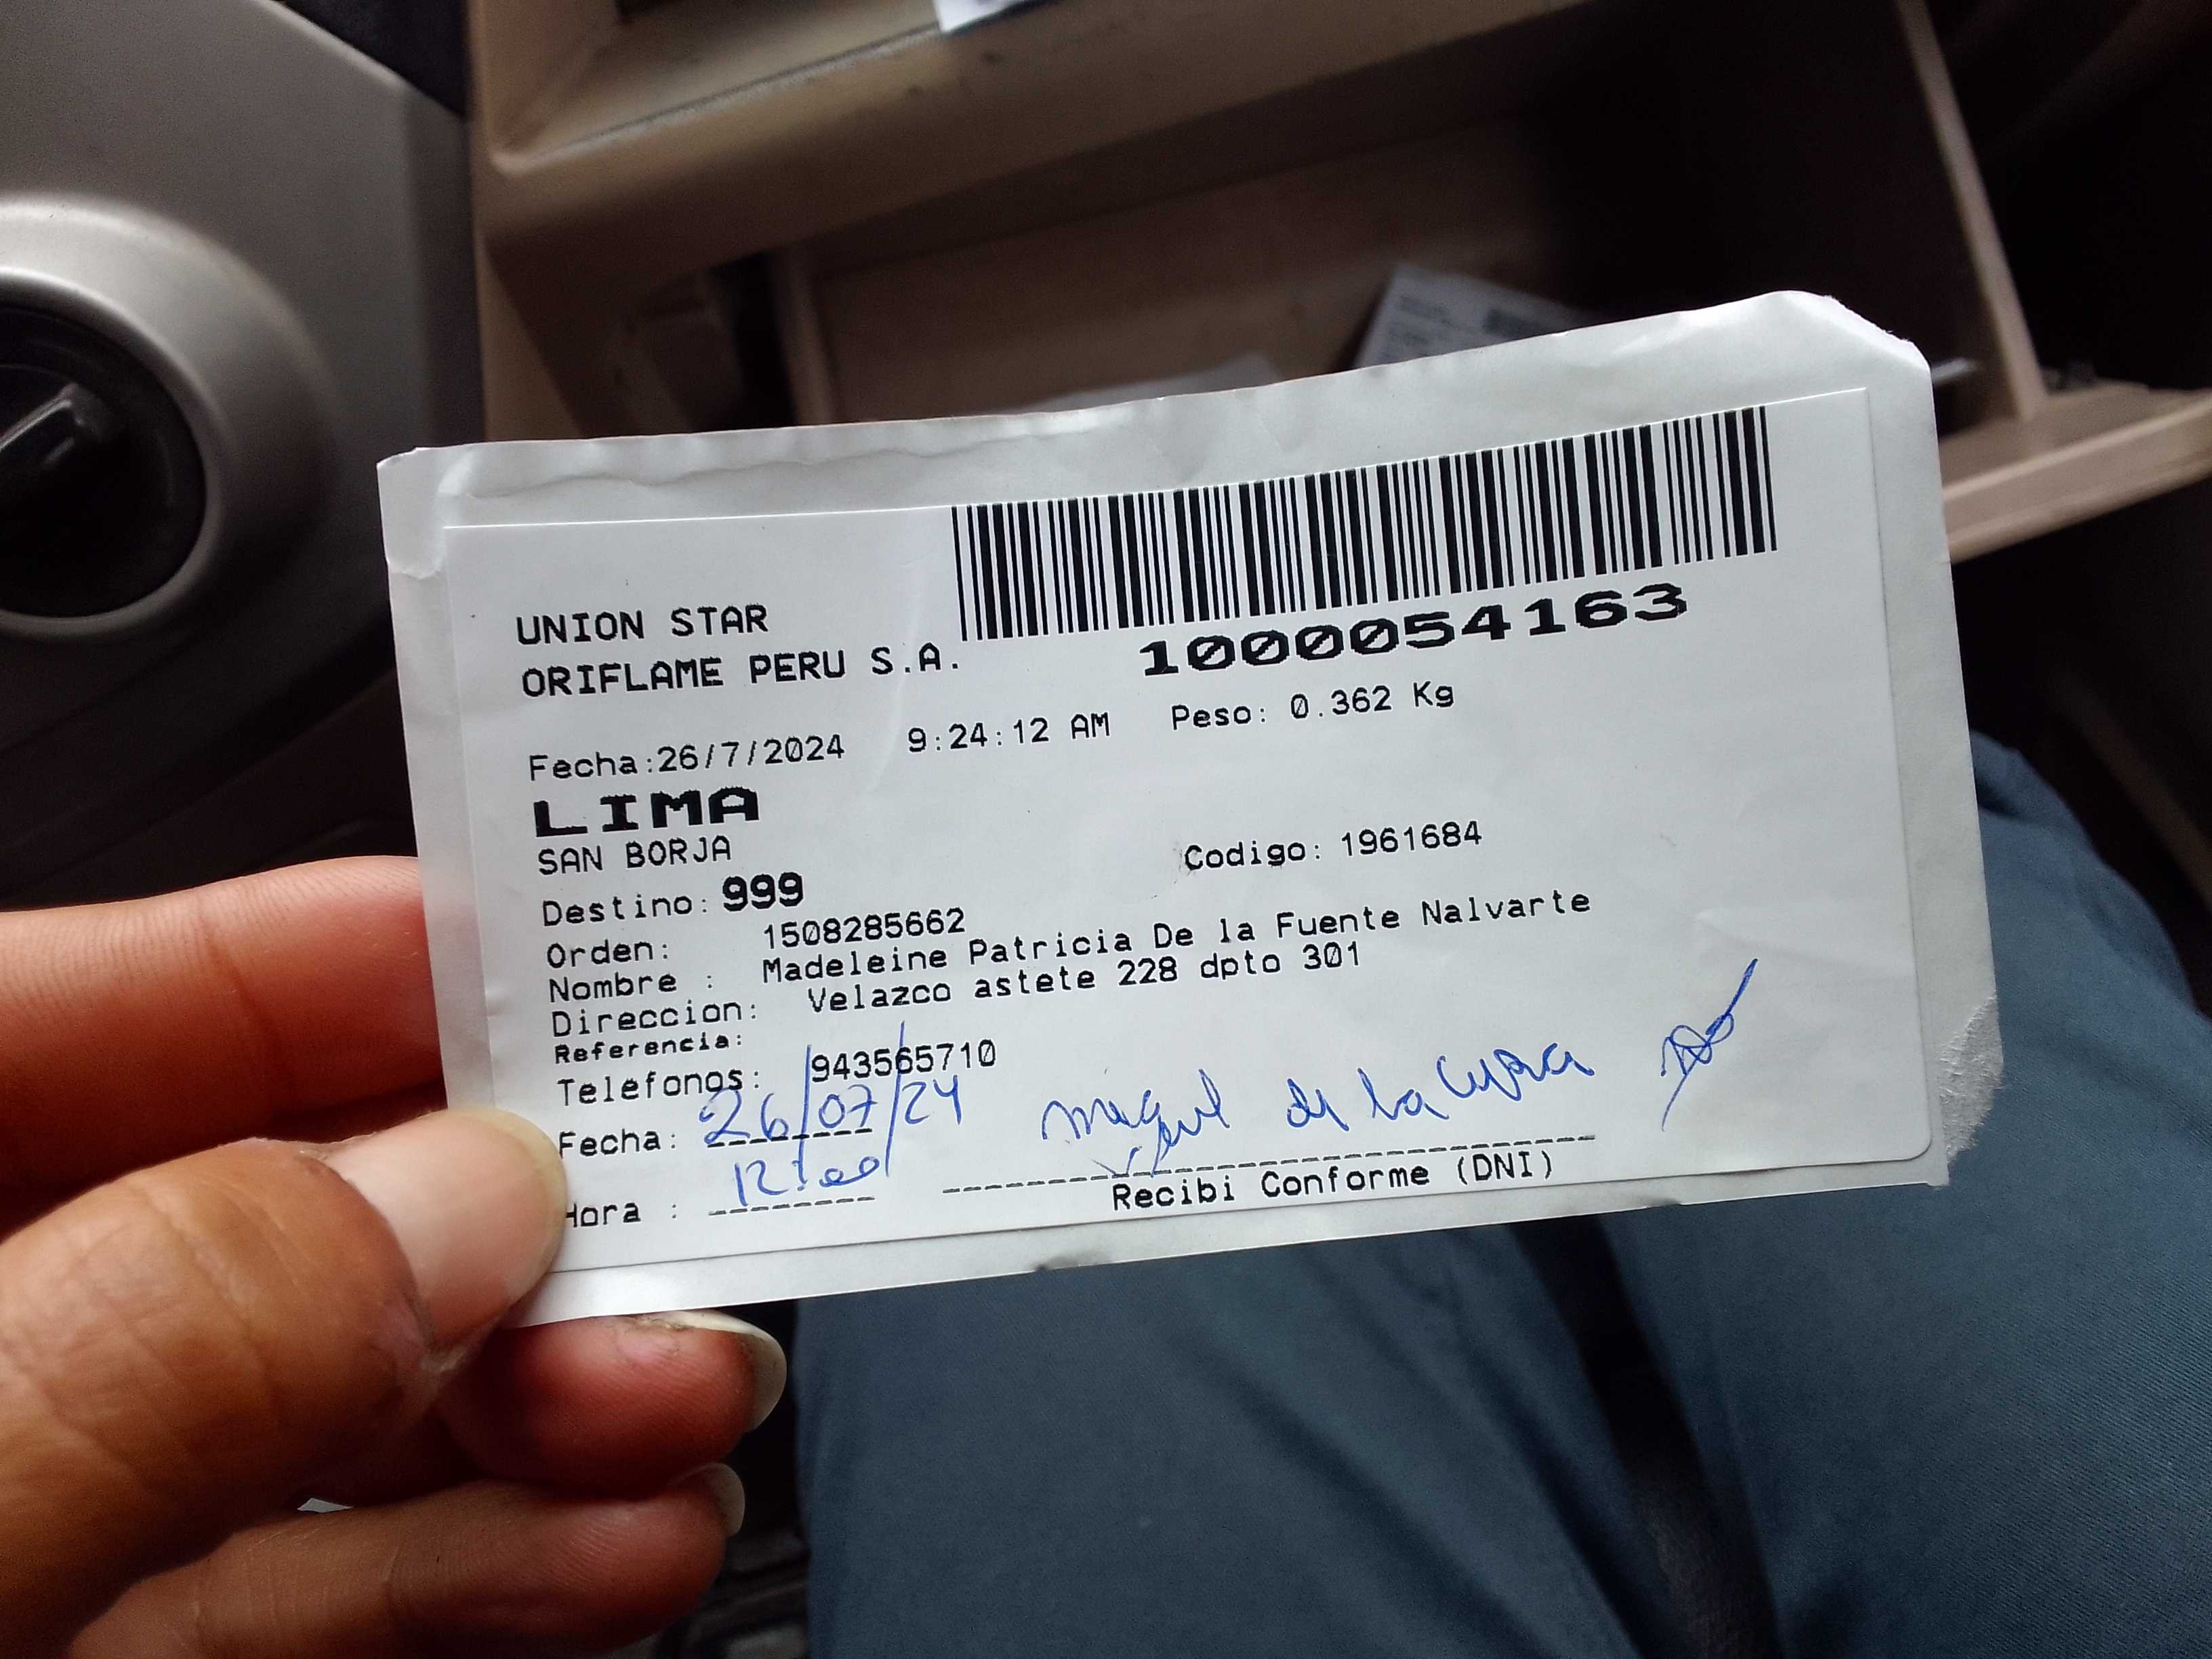 UNION STAR
ORIFLAME PERU S.A.
1000054163
Fecha:26/7/2024 9:24:12 AM Peso: 0.362 Kg
LIMA
SAN BORJA
Codigo: 1961684
Destino: 999
Orden: 1508285662
Nombre : Madeleine Patricia De la Fuente Nalvarte
Direccion: Velazco astete 228 dpto 301
Referencia:
Telefonos: 943565710
Fecha: 26/07/24
de la
Hora : 12:00
Recibi Conforme (DNI)